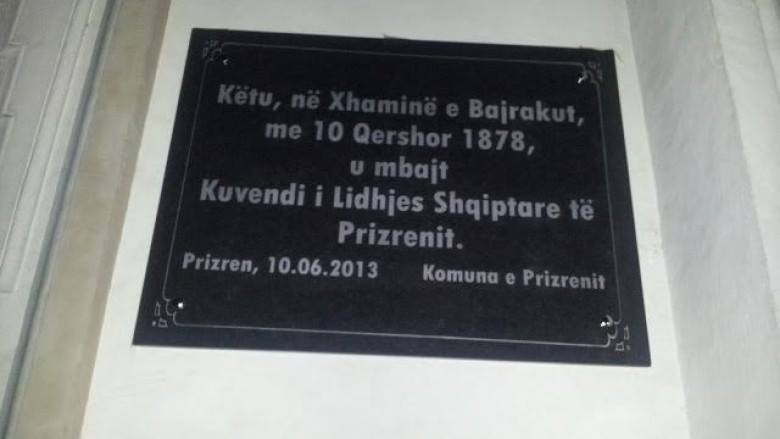 Këtu, në Xhaminë e Bajrakut,
me 10 Qershor 1878,
u mbajt
Kuvendi i Lidhjes Shqiptare të
Prizrenit.
Prizren, 10.06.2013 Komuna e Prizrenit